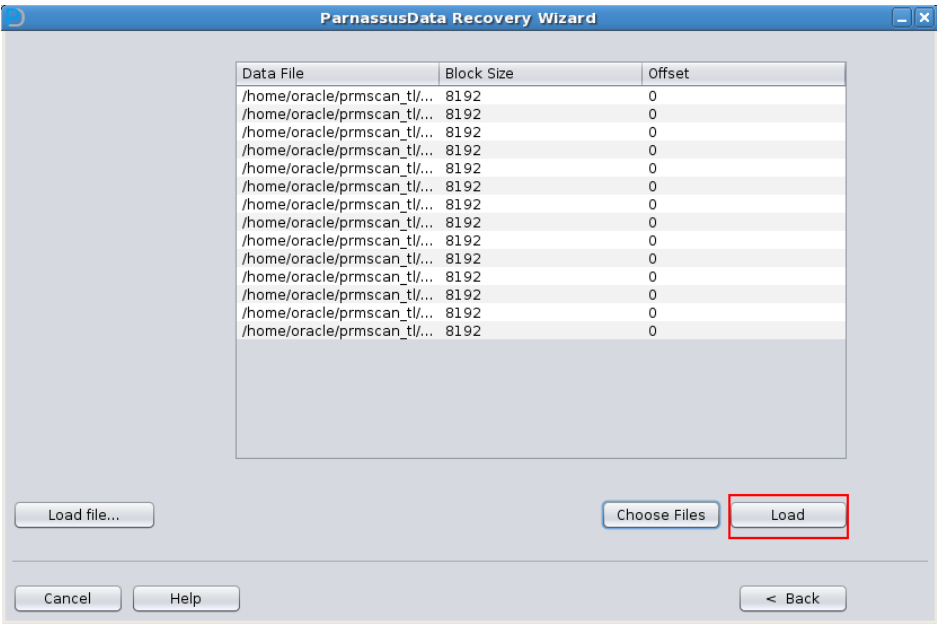 ParnassusData Recovery Wizard
Data File Block Size Offset
/home/oracle/prmscan_tl/... 8192 0
/home/oracle/prmscan_tl/... 8192 0
/home/oracle/prmscan_tl/... 8192 0
/home/oracle/prmscan_tl/... 8192 0
/home/oracle/prmscan_tl/... 8192 0
/home/oracle/prmscan_tl/... 8192 0
/home/oracle/prmscan_tl/... 8192 0
/home/oracle/prmscan_tl/... 8192 0
/home/oracle/prmscan_tl/... 8192 0
/home/oracle/prmscan_tl/... 8192 0
/home/oracle/prmscan_tl/... 8192 0
/home/oracle/prmscan_tl/... 8192 0
/home/oracle/prmscan_tl/... 8192 0
/home/oracle/prmscan_tl/... 8192 0
Load file... Choose Files Load
Cancel Help < Back